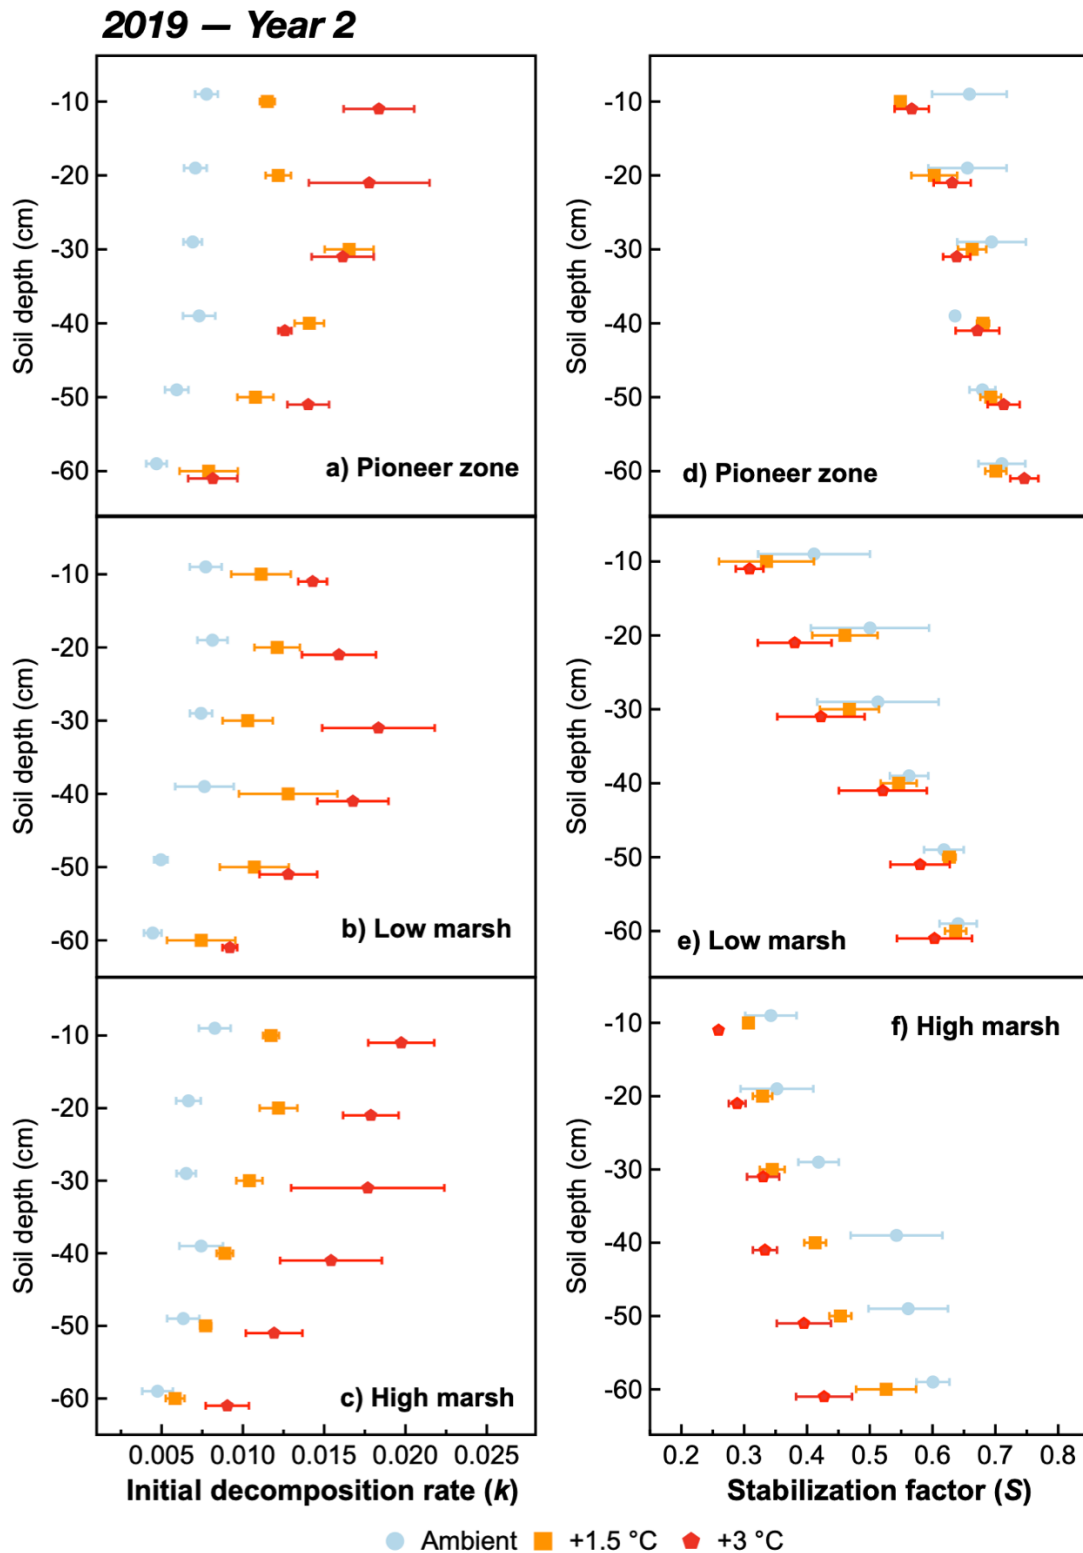 2019 — Year 2
-10
-20
-30
-40
-50
-60
Soil depth (cm)
a) Pioneer zone
-10
-20
-30
-40
-50
-60
Soil depth (cm)
d) Pioneer zone
-10
-20
-30
-40
-50
-60
Soil depth (cm)
b) Low marsh
-10
-20
-30
-40
-50
-60
Soil depth (cm)
e) Low marsh
-10
-20
-30
-40
-50
-60
Soil depth (cm)
c) High marsh
-10
-20
-30
-40
-50
-60
Soil depth (cm)
f) High marsh
0.005 0.010 0.015 0.020 0.025
Initial decomposition rate (k)
0.2 0.3 0.4 0.5 0.6 0.7 0.8
Stabilization factor (S)
Ambient +1.5 °C +3 °C